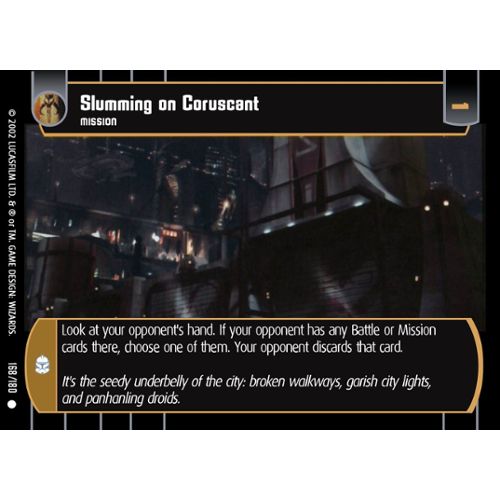 Slumming on Coruscant
MISSION
1
© 2002 LUCASFILM LTD. & ® or TM. GAME DESIGN: WIZARDS.
168/180
Look at your opponent's hand. If your opponent has any Battle or Mission
cards there, choose one of them. Your opponent discards that card.
It's the seedy underbelly of the city: broken walkways, garish city lights,
and panhanling droids.